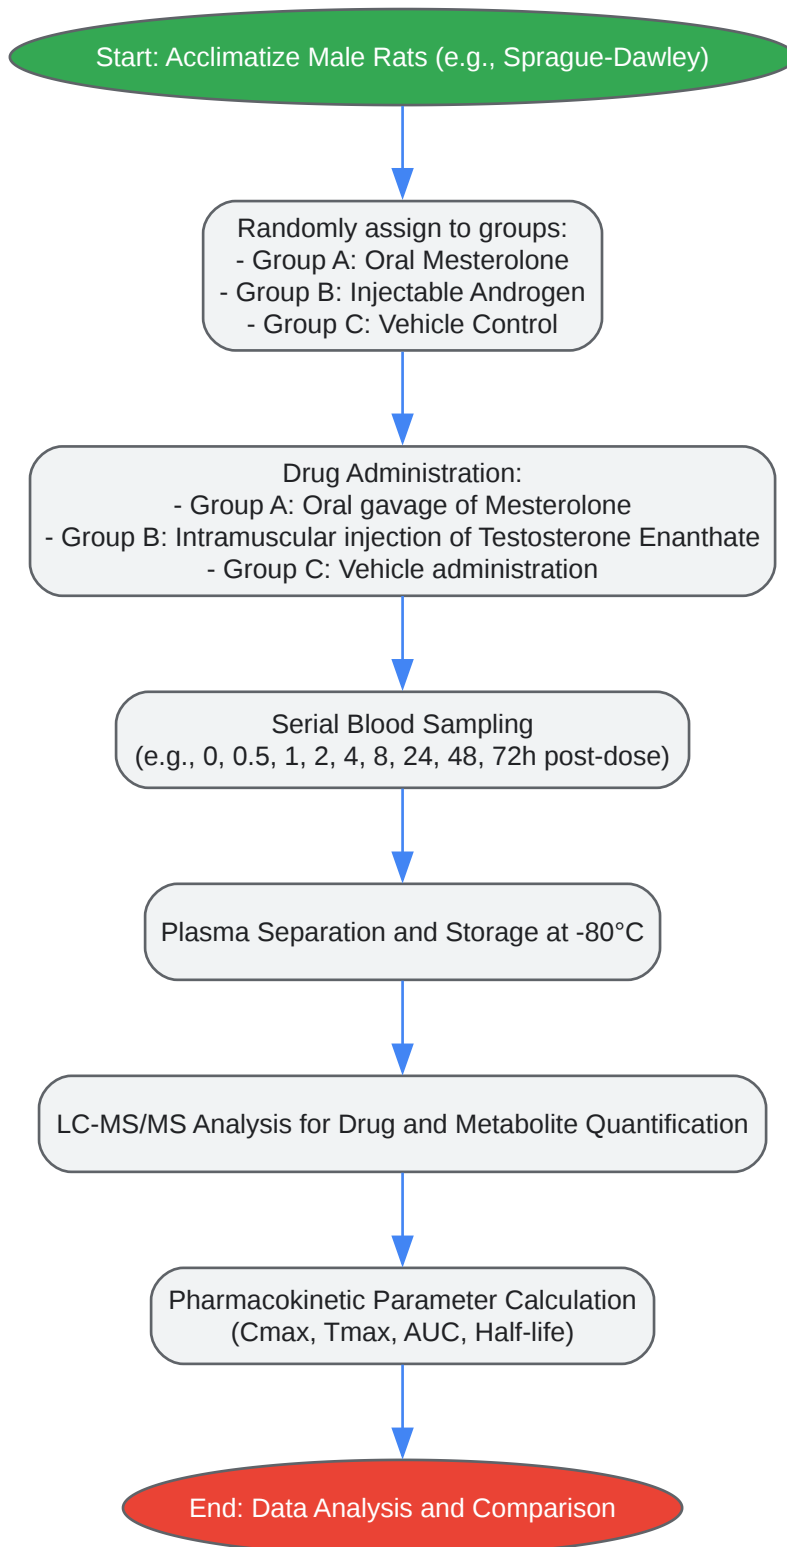 Start: Acclimatize Male Rats (e.g., Sprague-Dawley)
Randomly assign to groups:
- Group A: Oral Mesterolone
- Group B: Injectable Androgen
- Group C: Vehicle Control
Drug Administration:
- Group A: Oral gavage of Mesterolone
- Group B: Intramuscular injection of Testosterone Enanthate
- Group C: Vehicle administration
Serial Blood Sampling
(e.g., 0, 0.5, 1, 2, 4, 8, 24, 48, 72h post-dose)
Plasma Separation and Storage at -80°C
LC-MS/MS Analysis for Drug and Metabolite Quantification
Pharmacokinetic Parameter Calculation
(Cmax, Tmax, AUC, Half-life)
End: Data Analysis and Comparison